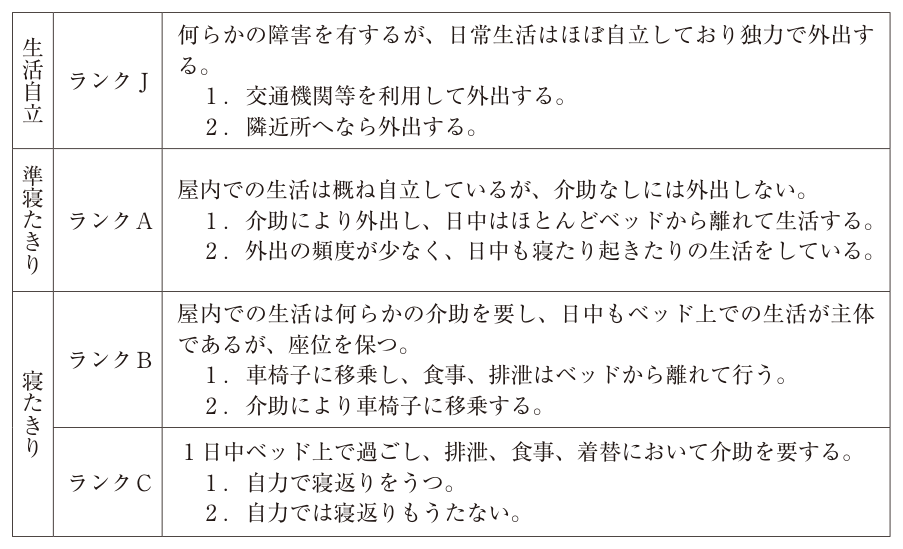 生活自立
ランクJ
何らかの障害を有するが、日常生活はほぼ自立しており独力で外出す
る。
１．交通機関等を利用して外出する。
２．隣近所へなら外出する。
準寝たきり
ランクA
屋内での生活は概ね自立しているが、介助なしには外出しない。
１．介助により外出し、日中はほとんどベッドから離れて生活する。
２．外出の頻度が少なく、日中も寝たり起きたりの生活をしている。
寝たきり
ランクB
屋内での生活は何らかの介助を要し、日中もベッド上での生活が主体
であるが、座位を保つ。
１．車椅子に移乗し、食事、排泄はベッドから離れて行う。
２．介助により車椅子に移乗する。
ランクC
１日中ベッド上で過ごし、排泄、食事、着替において介助を要する。
１．自力で寝返りをうつ。
２．自力では寝返りもうたない。